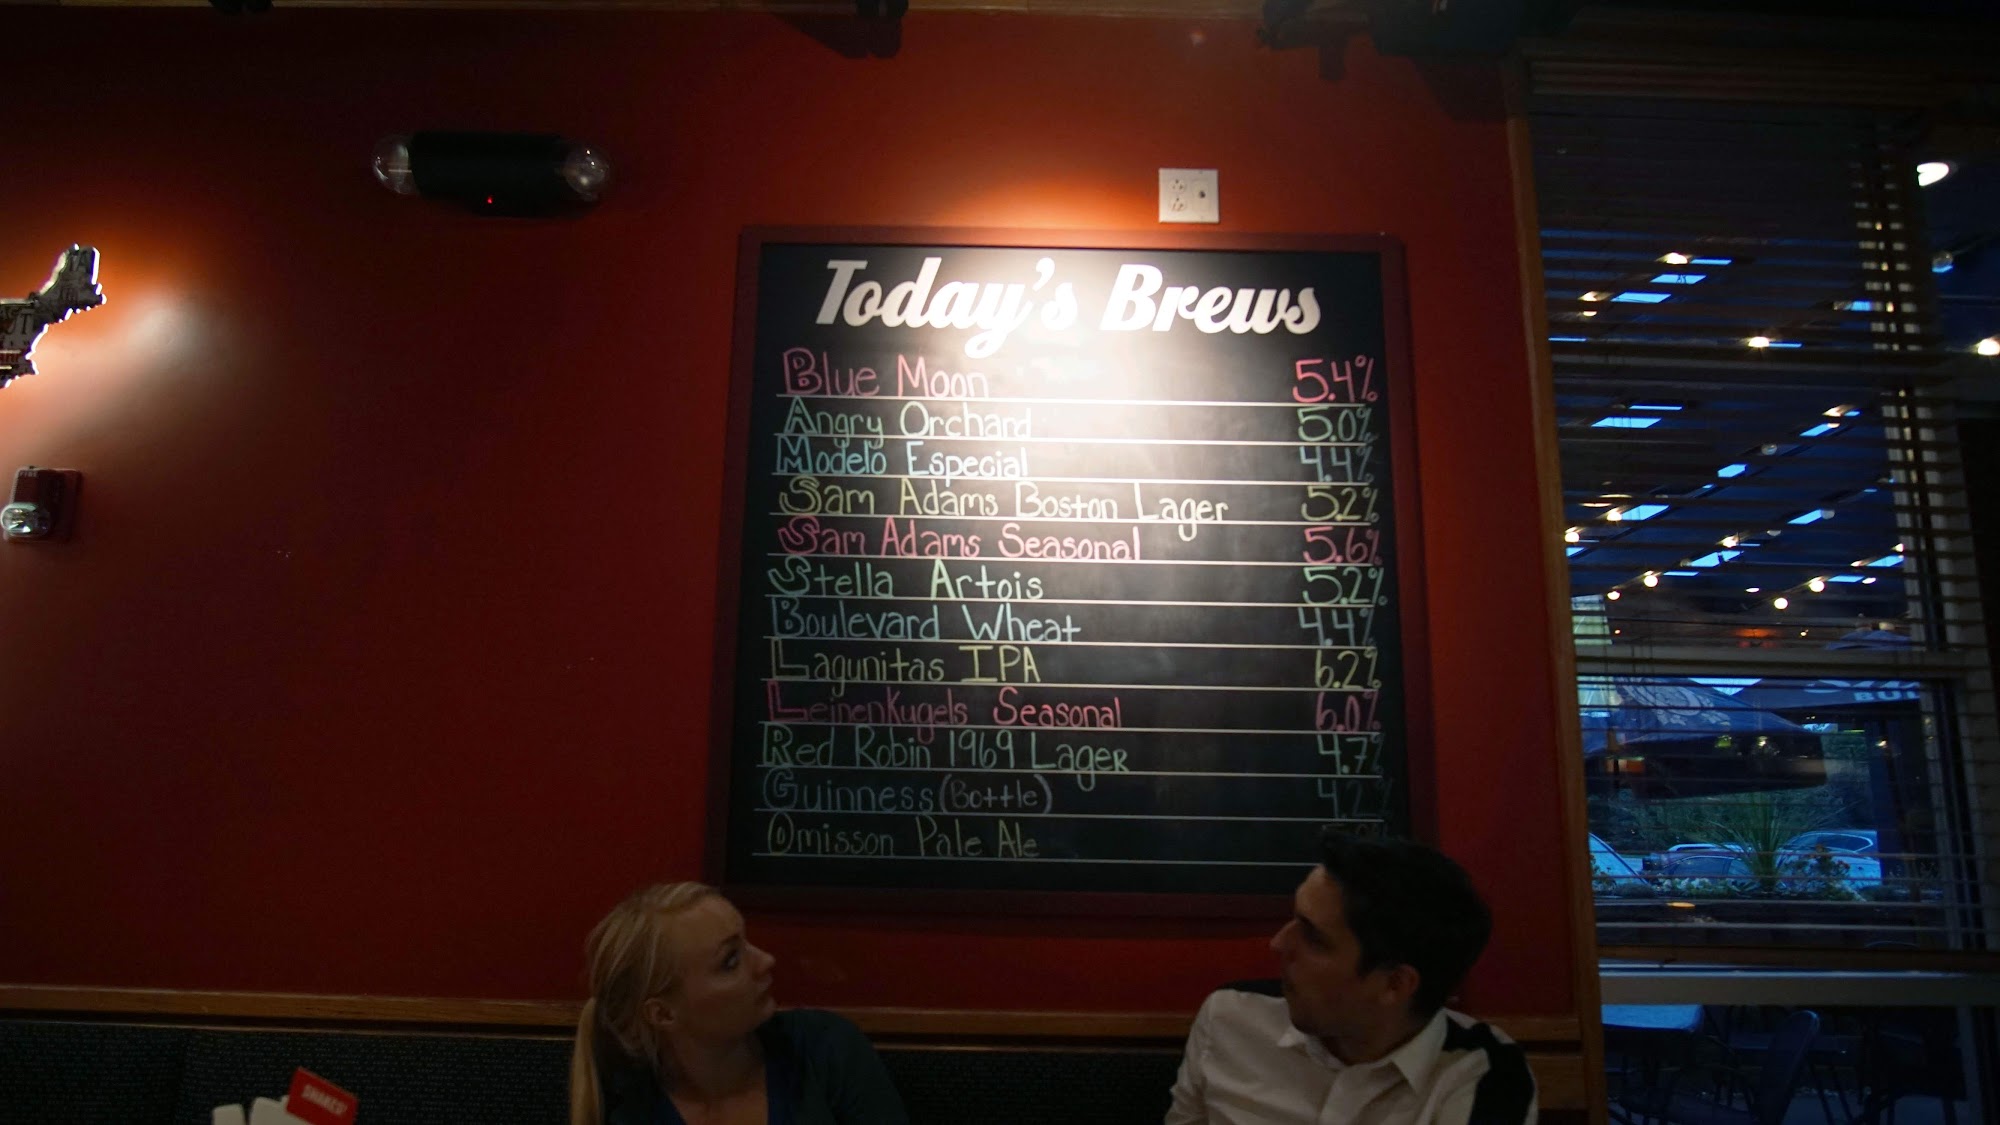 Today's Brews
Blue Moon 5.4%
Angry Orchard 5.0%
Modelo Especial 4.4%
Sam Adams Boston Lager 5.2%
Sam Adams Seasonal 5.6%
Stella Artois 5.2%
Boulevard Wheat 4.4%
Lagunitas IPA 6.2%
Leinenkugels Seasonal 6.0%
Red Robin 1969 Lager 4.7%
Guinness (Bottle) 4.2%
Omisson Pale Ale
SHAKES!
FIRE